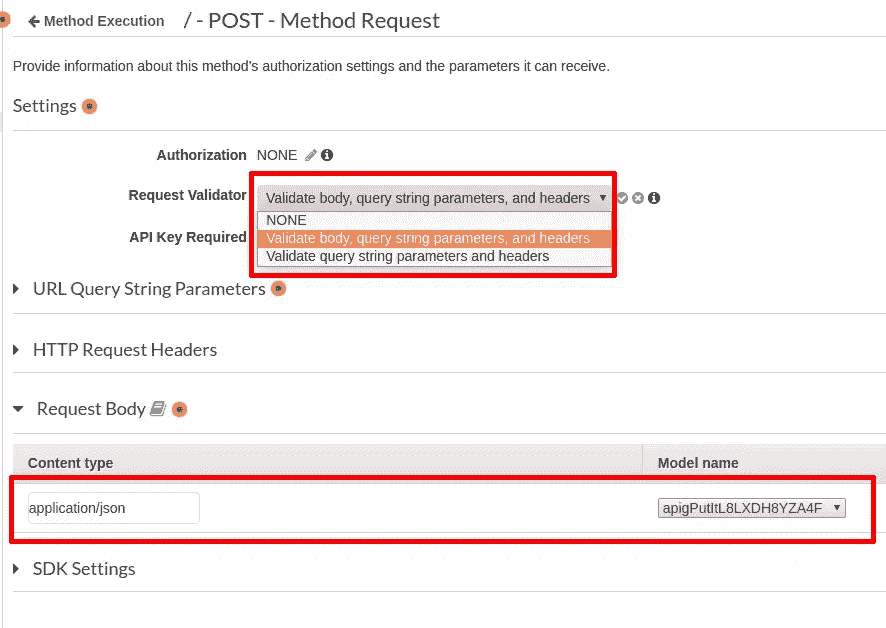 Method Execution / - POST - Method Request
Provide information about this method's authorization settings and the parameters it can receive.
Settings
Authorization NONE
Request Validator Validate body, query string parameters, and headers
NONE
Validate body, query string parameters, and headers
API Key Required
Validate query string parameters and headers
URL Query String Parameters
HTTP Request Headers
Request Body
Content type Model name
application/json apigPutItL8LXDH8YZA4F
SDK Settings